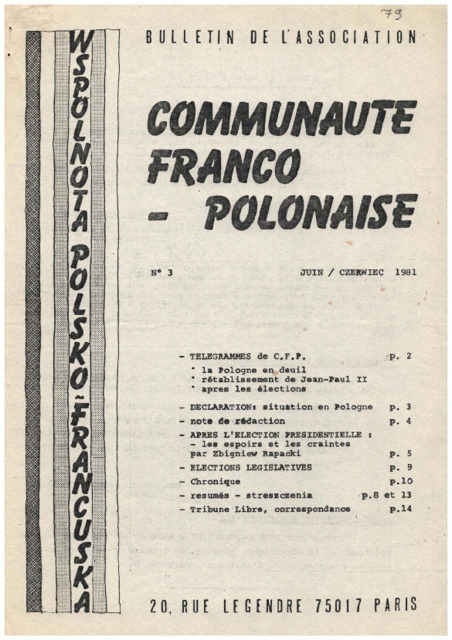 79
BULLETIN DE L'ASSOCIATION
WSPOLNOTA POLSKO-FRANCUSKA
COMMUNAUTE
FRANCO
- POLONAISE
N° 3 JUIN / CZERWIEC 1981
- TELEGRAMMES de C.F.P. p. 2
* la Pologne en deuil
* rétablissement de Jean-Paul II
* apres les élections
- DECLARATION: situation en Pologne p. 3
- note de rédaction p. 4
- APRES L'ELECTION PRESIDENTIELLE :
- les espoirs et les craintes
par Zbigniew Rapacki p. 5
- ELECTIONS LEGISLATIVES p. 9
- Chronique p.10
- resumés - streszczenia p.8 et 13
- Tribune Libre, correspondance p.14
20, RUE LEGENDRE 75017 PARIS